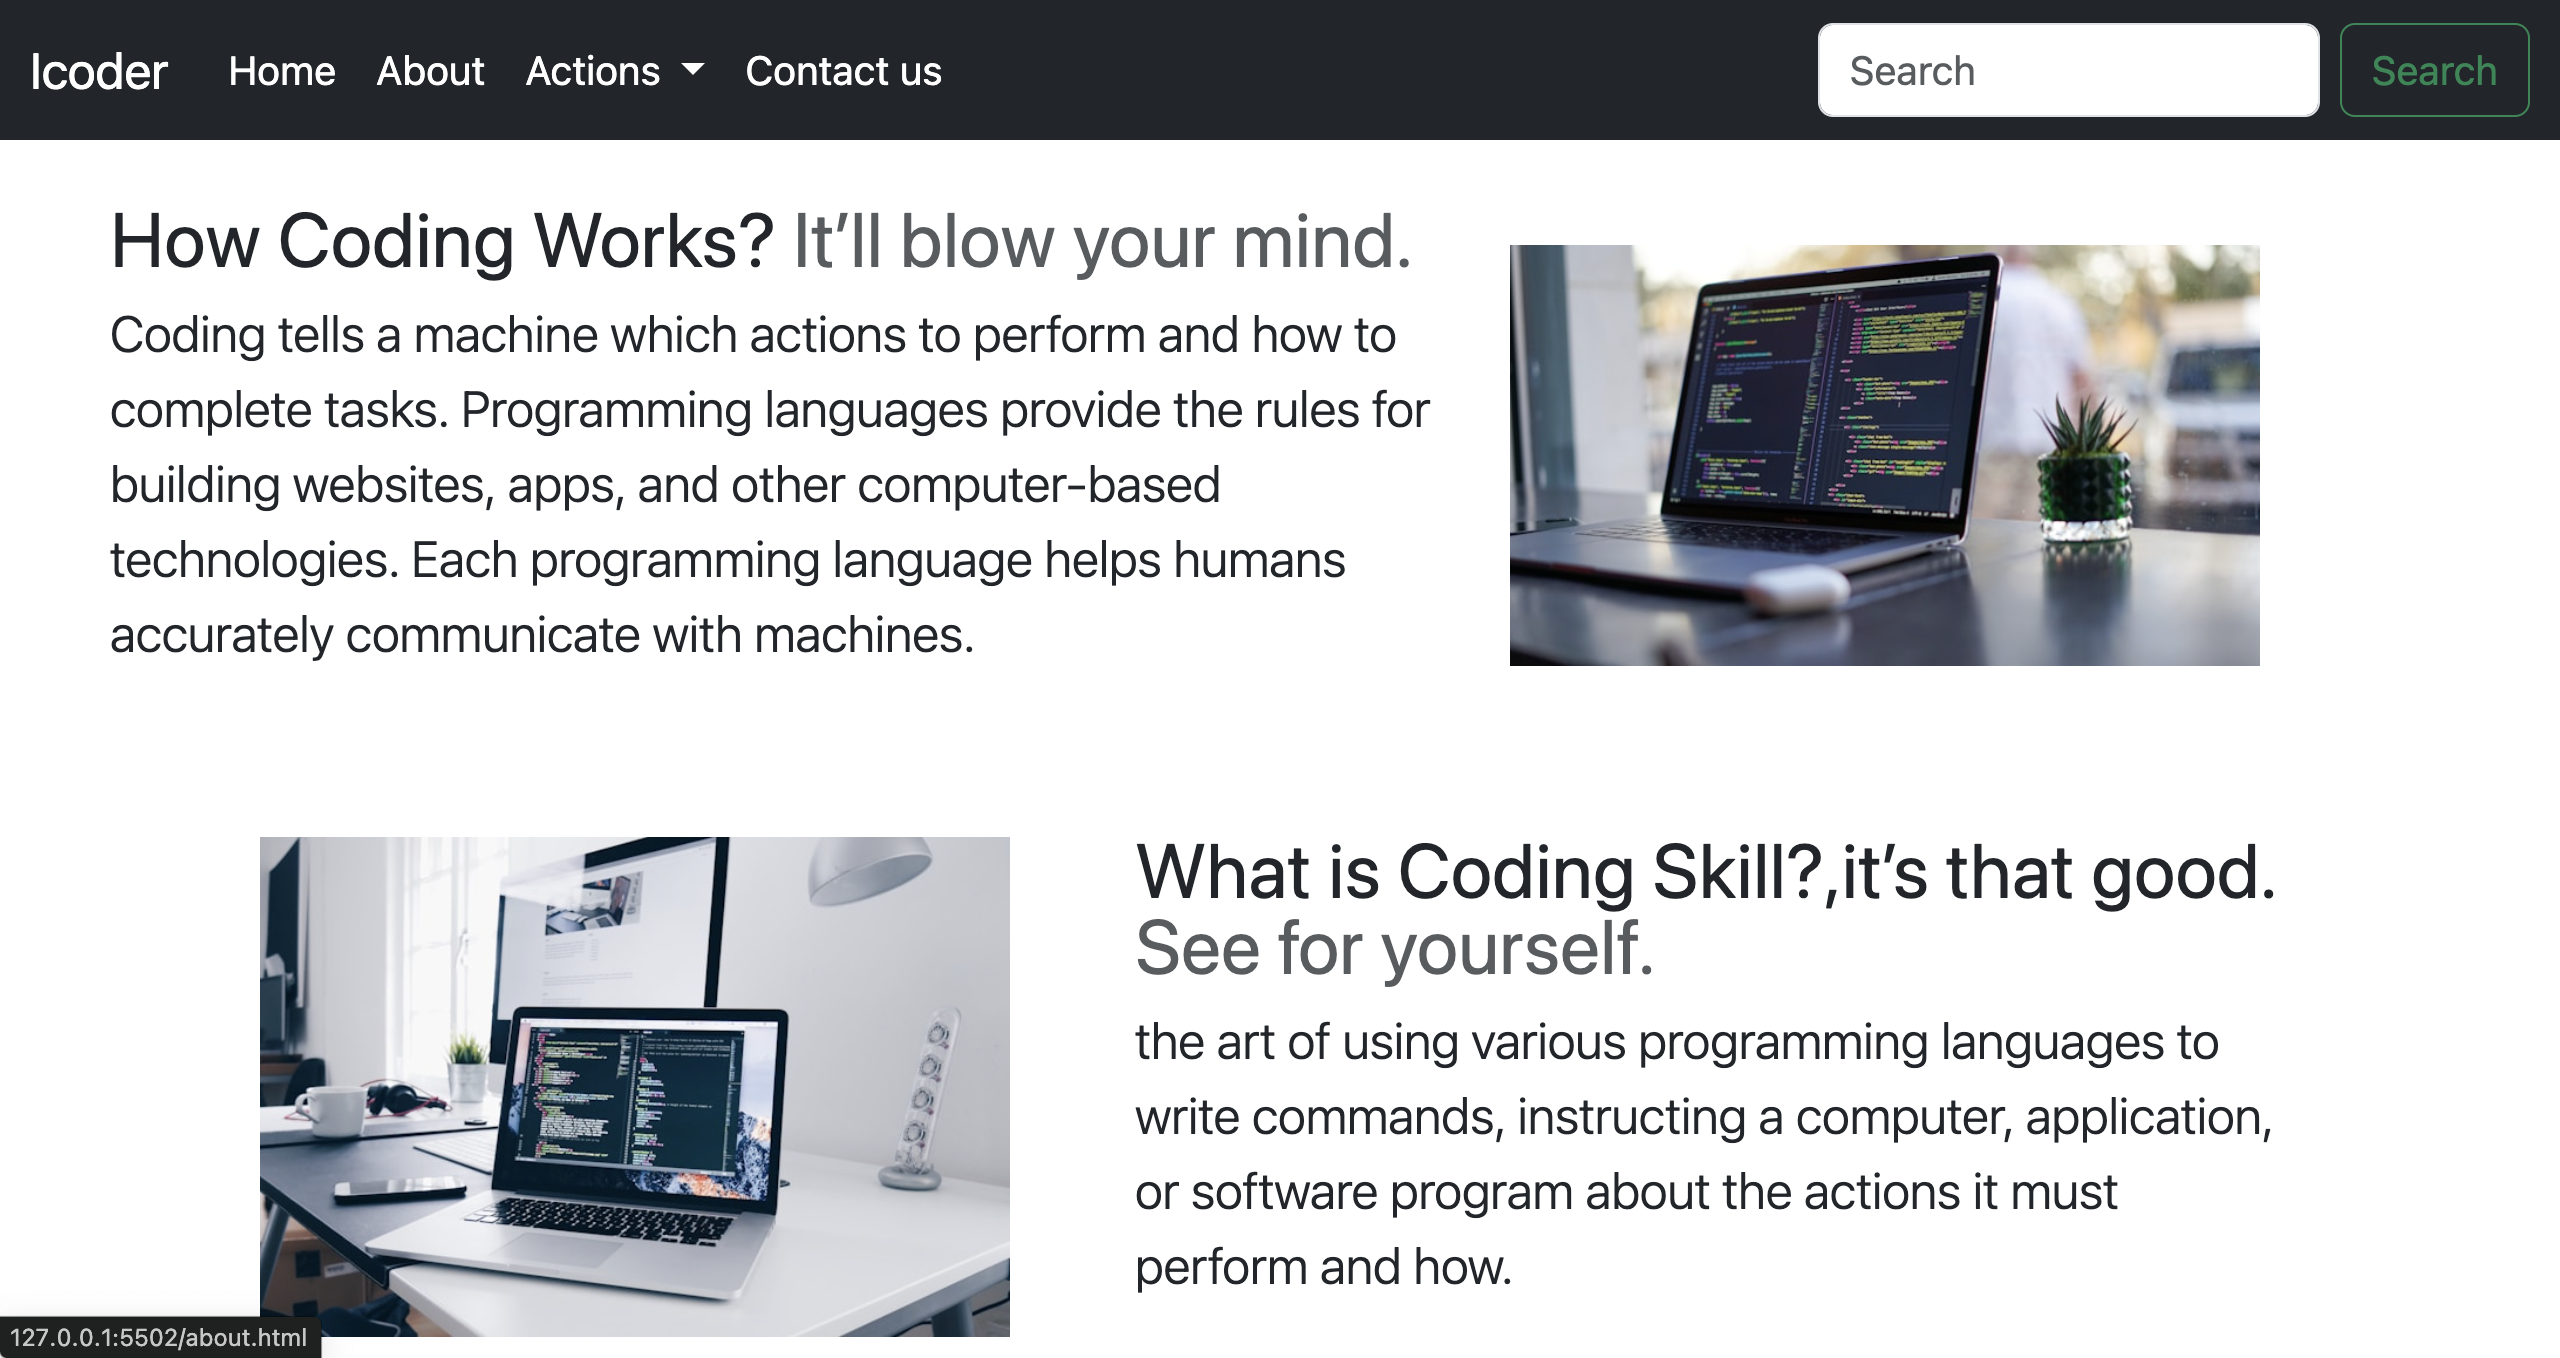 Icoder Home About Actions Contact us Search Search
How Coding Works? It’ll blow your mind.
Coding tells a machine which actions to perform and how to
complete tasks. Programming languages provide the rules for
building websites, apps, and other computer-based
technologies. Each programming language helps humans
accurately communicate with machines.
What is Coding Skill?,it’s that good.
See for yourself.
the art of using various programming languages to
write commands, instructing a computer, application,
or software program about the actions it must
perform and how.
127.0.0.1:5502/about.html